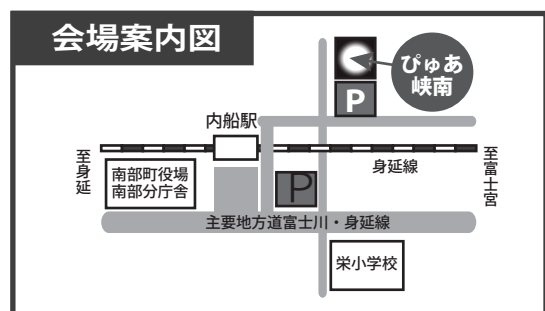 会場案内図
ぴゅあ
峡南
P
内船駅
至身延
身延線
至富士宮
南部町役場
南部分庁舎
P
主要地方道富士川・身延線
栄小学校